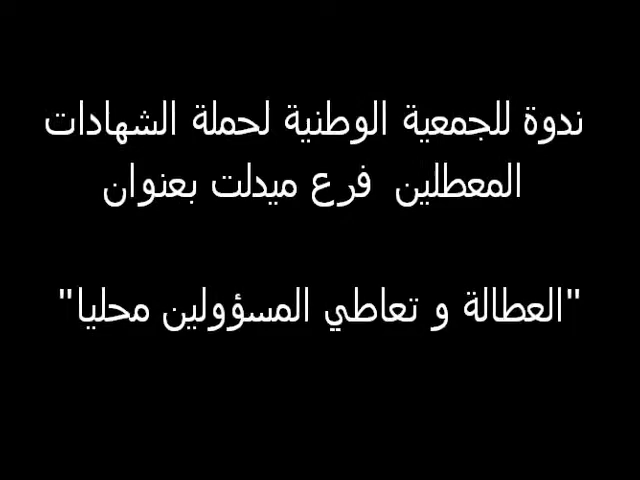 ندوة للجمعية الوطنية لحملة الشهادات
المعطلين فرع ميدلت بعنوان
"العطالة و تعاطي المسؤولين محليا"